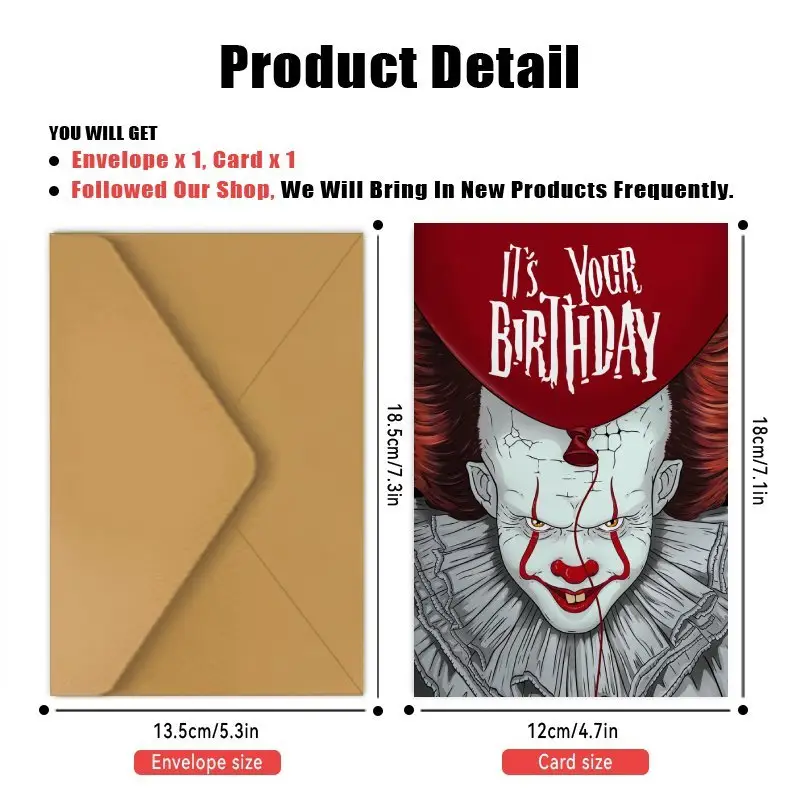 Product Detail
YOU WILL GET
Envelope x 1, Card x 1
Followed Our Shop, We Will Bring In New Products Frequently.
IT'S YOUR
BIRTHDAY
18.5cm/7.3in
18cm/7.1in
13.5cm/5.3in
12cm/4.7in
Envelope size
Card size